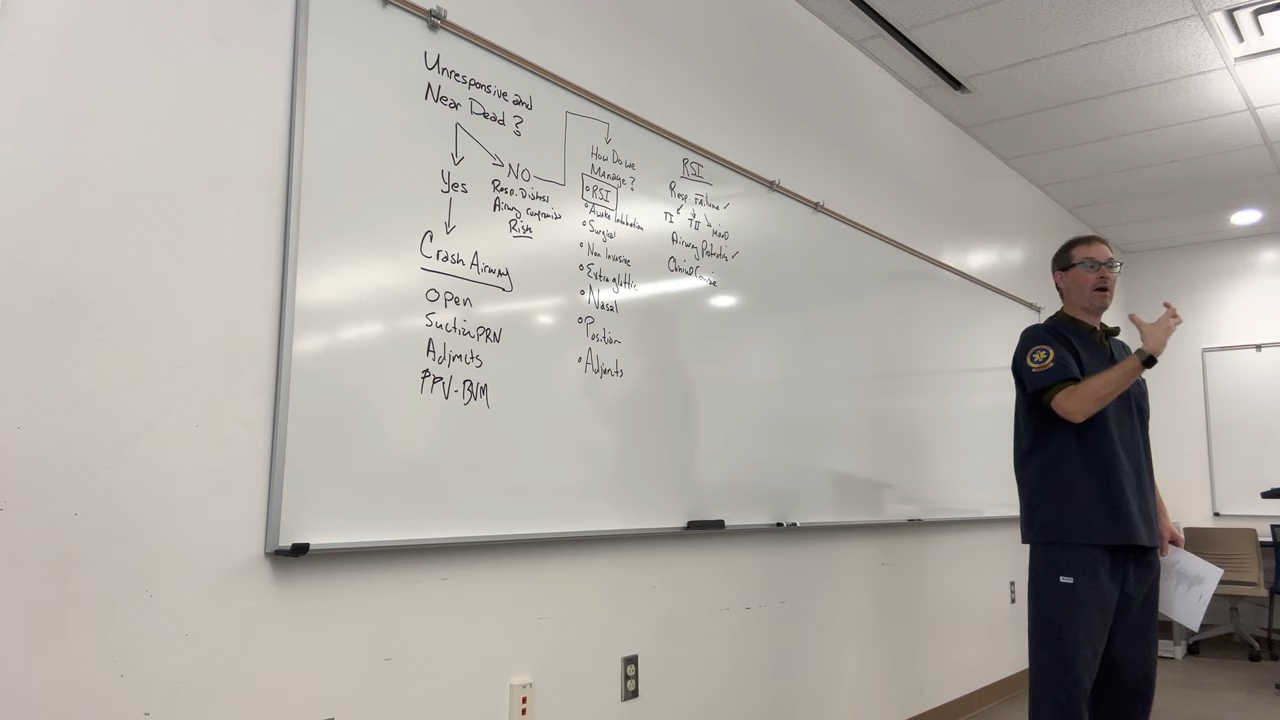 Unresponsive and
Near Dead?
Yes
Crash Airway
Open
Suction PRN
Adjuncts
PPV-BVM
NO
Resp. Distress
Airway compromise
Risk
How Do we
Manage?
RSI
Awake Intubation
Surgical
Non Invasive
Extraglottic
Nasal
Position
Adjuncts
RSI
Resp. Failure ✓
TI TII
Airway Protection ✓
Clinical Course